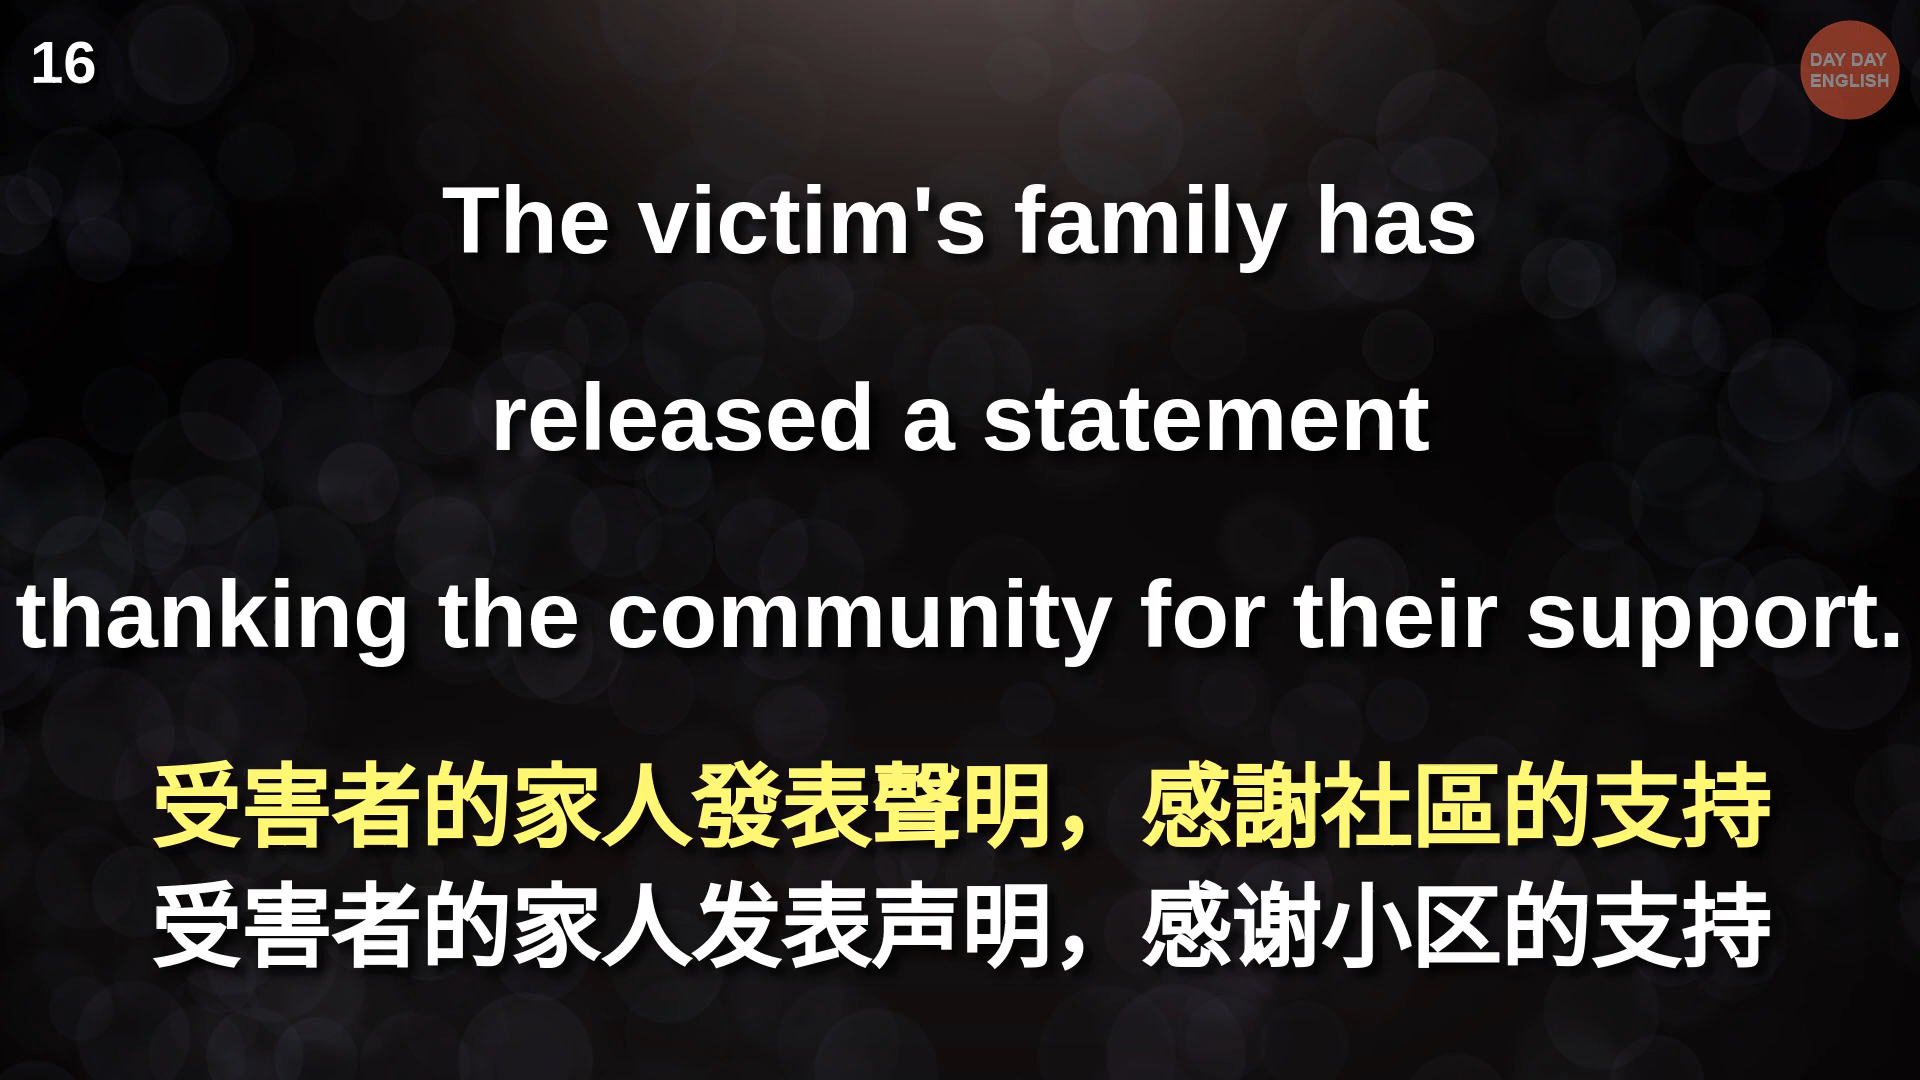 16
DAY DAY
ENGLISH
The victim's family has
released a statement
thanking the community for their support.
受害者的家人發表聲明，感謝社區的支持
受害者的家人发表声明，感谢小区的支持